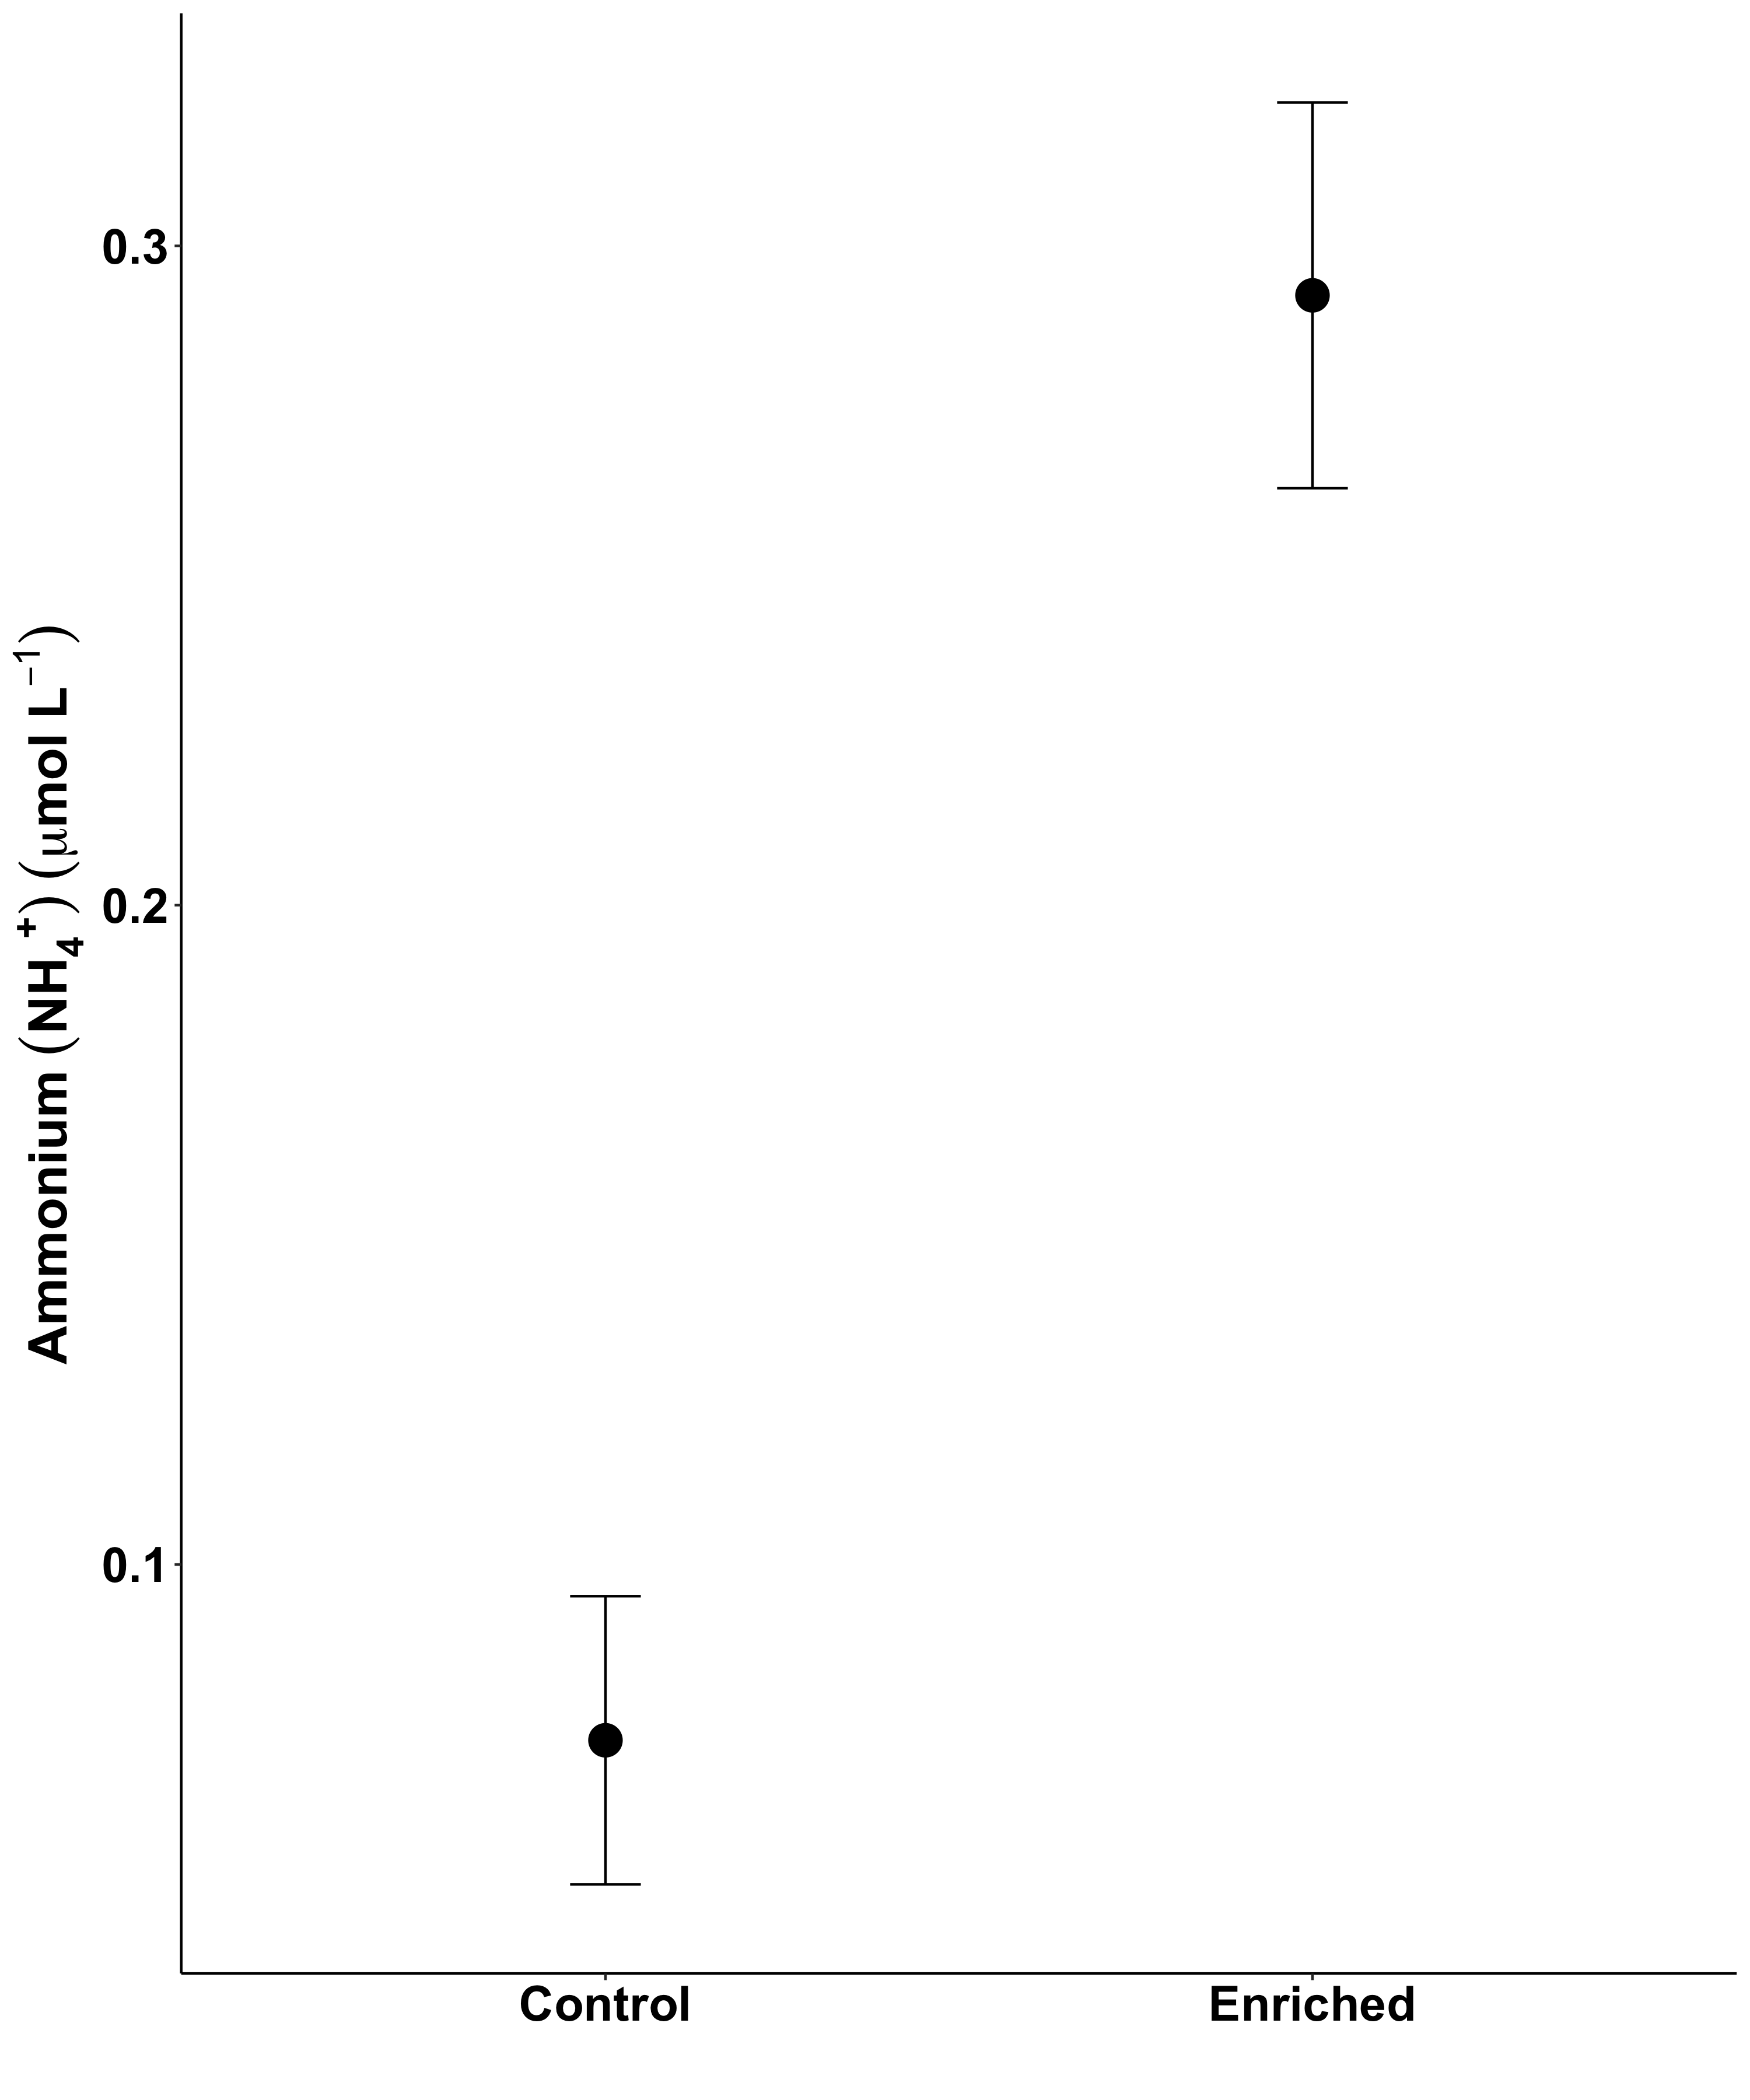 Ammonium (NH₄⁺) (μmol L⁻¹)
0.3
0.2
0.1
Control Enriched